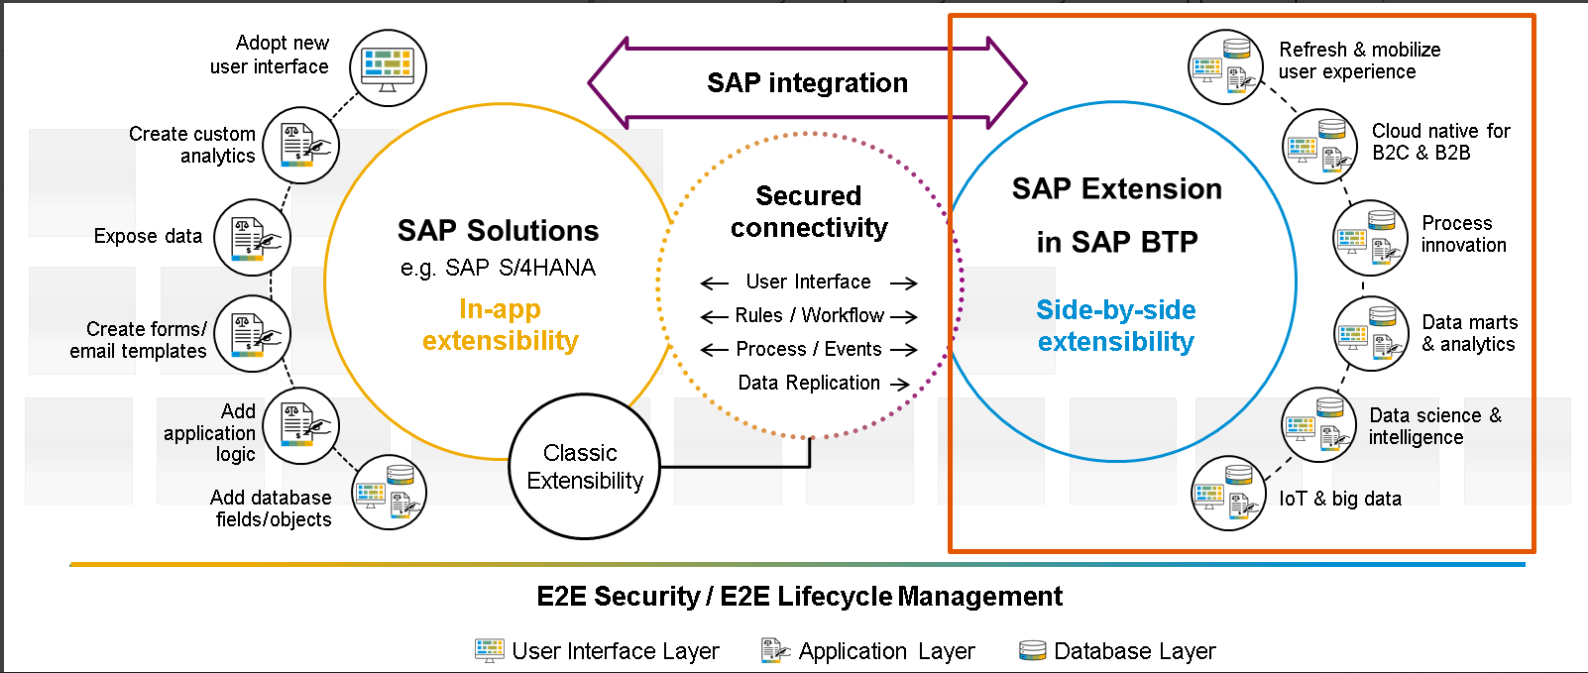 Adopt new
user interface
Create custom
analytics
Expose data
Create forms/
email templates
Add
application
logic
Add database
fields/objects
SAP Solutions
e.g. SAP S/4HANA
In-app
extensibility
Classic
Extensibility
SAP integration
Secured
connectivity
User Interface
Rules / Workflow
Process / Events
Data Replication
SAP Extension
in SAP BTP
Side-by-side
extensibility
Refresh & mobilize
user experience
Cloud native for
B2C & B2B
Process
innovation
Data marts
& analytics
Data science &
intelligence
IoT & big data
E2E Security / E2E Lifecycle Management
User Interface Layer
Application Layer
Database Layer